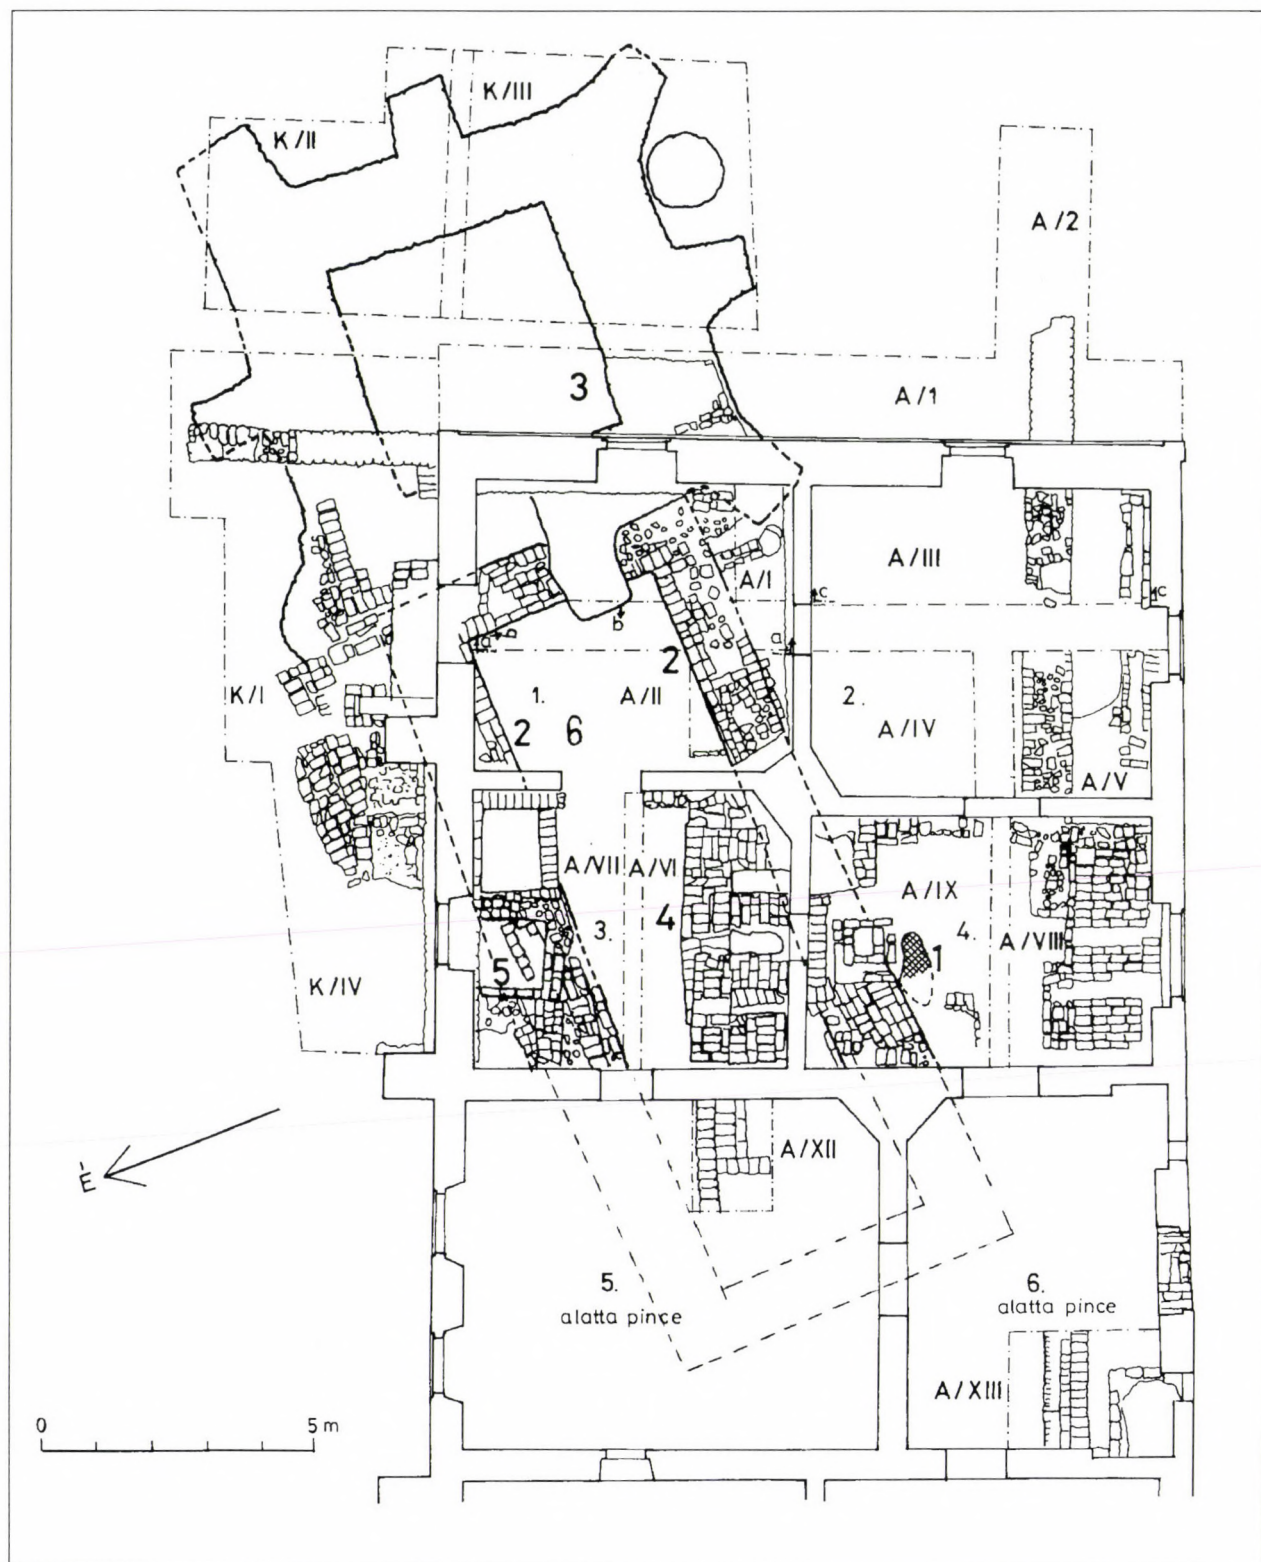 K/III
K/II
A/2
3
A/1
A/III
A/I
c
c
b
a
a
2
K/I
1.
A/II
2.
2
6
A/IV
A/V
A/VII
A/VI
A/IX
4
3.
4.
A/VIII
1
5
K/IV
A/XII
É
5.
alatta pince
6.
alatta pince
A/XIII
0
5 m